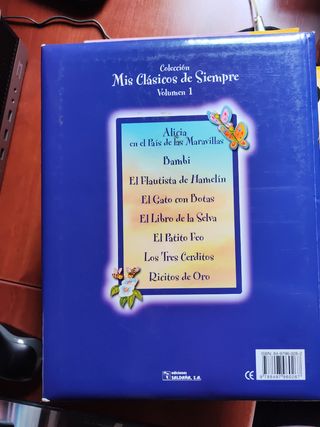 Colección
Mis Clásicos de Siempre
Volumen 1
Alicia
en el País de las Maravillas
Bambi
El Flautista de Hamelín
El Gato con Botas
El Libro de la Selva
El Patito Feo
Los Tres Cerditos
Ricitos de Oro
ediciones
SALDAÑA, S.A.
CE